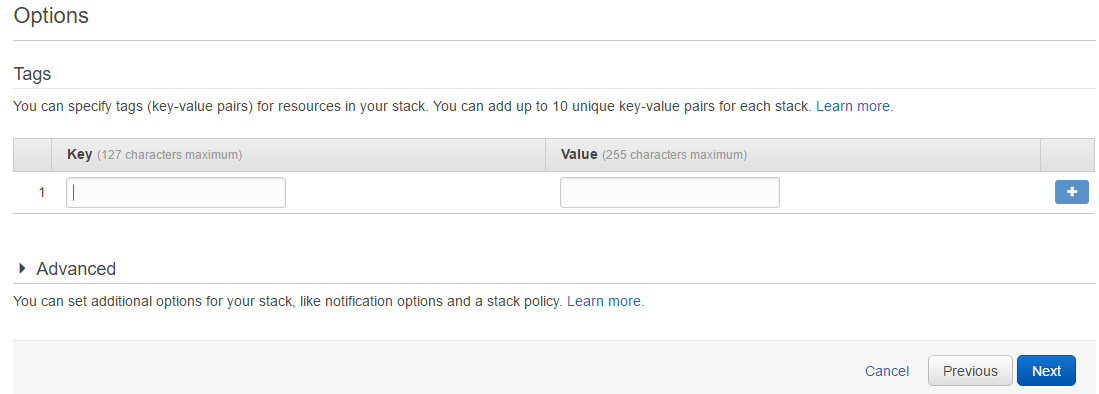 Options
Tags
You can specify tags (key-value pairs) for resources in your stack. You can add up to 10 unique key-value pairs for each stack. Learn more.
Key (127 characters maximum) Value (255 characters maximum)
1
Advanced
You can set additional options for your stack, like notification options and a stack policy. Learn more.
Cancel Previous Next